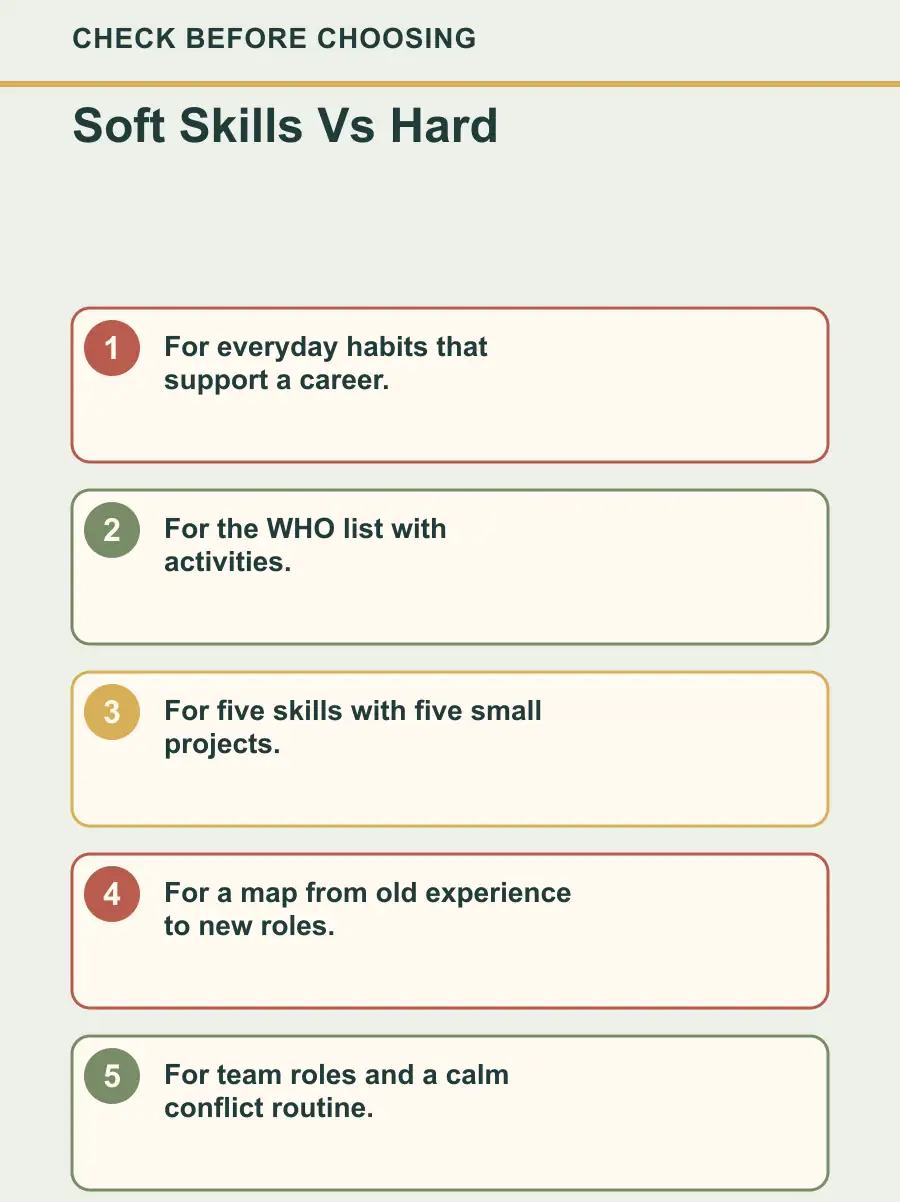 CHECK BEFORE CHOOSING
Soft Skills Vs Hard
1
For everyday habits that
support a career.
2
For the WHO list with
activities.
3
For five skills with five small
projects.
4
For a map from old experience
to new roles.
5
For team roles and a calm
conflict routine.